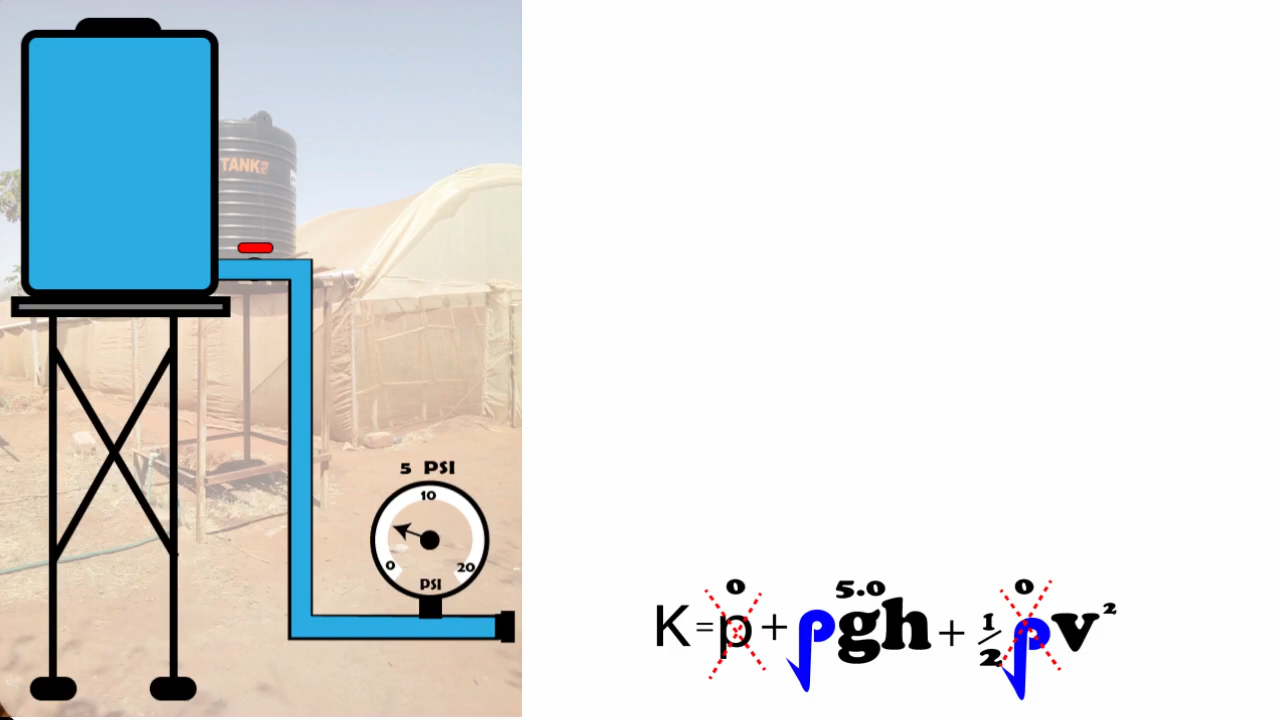 TANK
5 PSI
10
0
20
PSI
0 5.0 0
K=p+ρgh+½ρv²